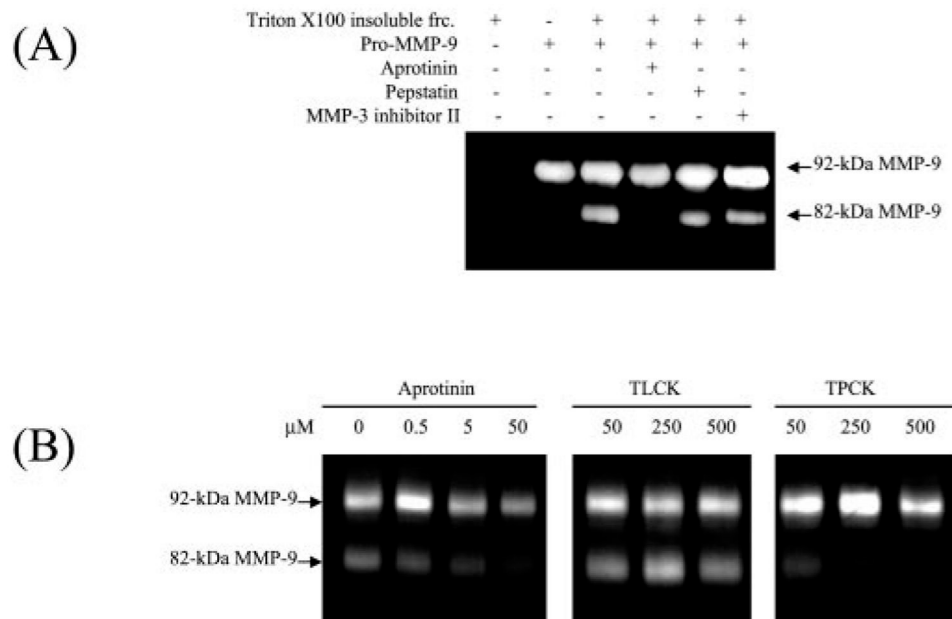 (A)
Triton X100 insoluble frc. + - + + + +
Pro-MMP-9 - + + + + +
Aprotinin - - - + - -
Pepstatin - - - - + -
MMP-3 inhibitor II - - - - - +
92-kDa MMP-9
82-kDa MMP-9
(B)
Aprotinin TLCK TPCK
μM 0 0.5 5 50 50 250 500 50 250 500
92-kDa MMP-9
82-kDa MMP-9